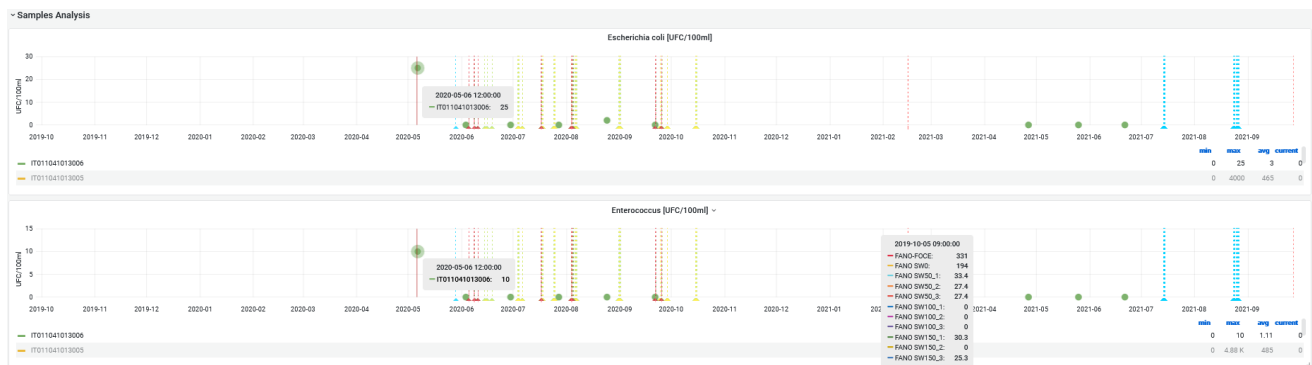 Samples Analysis
Escherichia coli [UFC/100ml]
UFC/100ml
30
20
10
0
2020-05-06 12:00:00
IT011041013006: 25
2019-10 2019-11 2019-12 2020-01 2020-02 2020-03 2020-04 2020-05 2020-06 2020-07 2020-08 2020-09 2020-10 2020-11 2020-12 2021-01 2021-02 2021-03 2021-04 2021-05 2021-06 2021-07 2021-08 2021-09
min max avg current
IT011041013006 0 25 3 0
IT011041013005 0 4000 465 0
Enterococcus [UFC/100ml]
UFC/100ml
15
10
5
0
2020-05-06 12:00:00
IT011041013006: 10
2019-10-05 09:00:00
FANO-FOCE: 331
FANO SW0: 194
FANO SW50_1: 33.4
FANO SW50_2: 27.4
FANO SW50_3: 27.4
FANO SW100_1: 0
FANO SW100_2: 0
FANO SW100_3: 0
FANO SW150_1: 30.3
FANO SW150_2: 0
FANO SW150_3: 25.3
2019-10 2019-11 2019-12 2020-01 2020-02 2020-03 2020-04 2020-05 2020-06 2020-07 2020-08 2020-09 2020-10 2020-11 2020-12 2021-01 202 2021-03 2021-04 2021-05 2021-06 2021-07 2021-08 2021-09
min max avg current
IT011041013006 0 10 1.11 0
IT011041013005 0 4.88 K 485 0